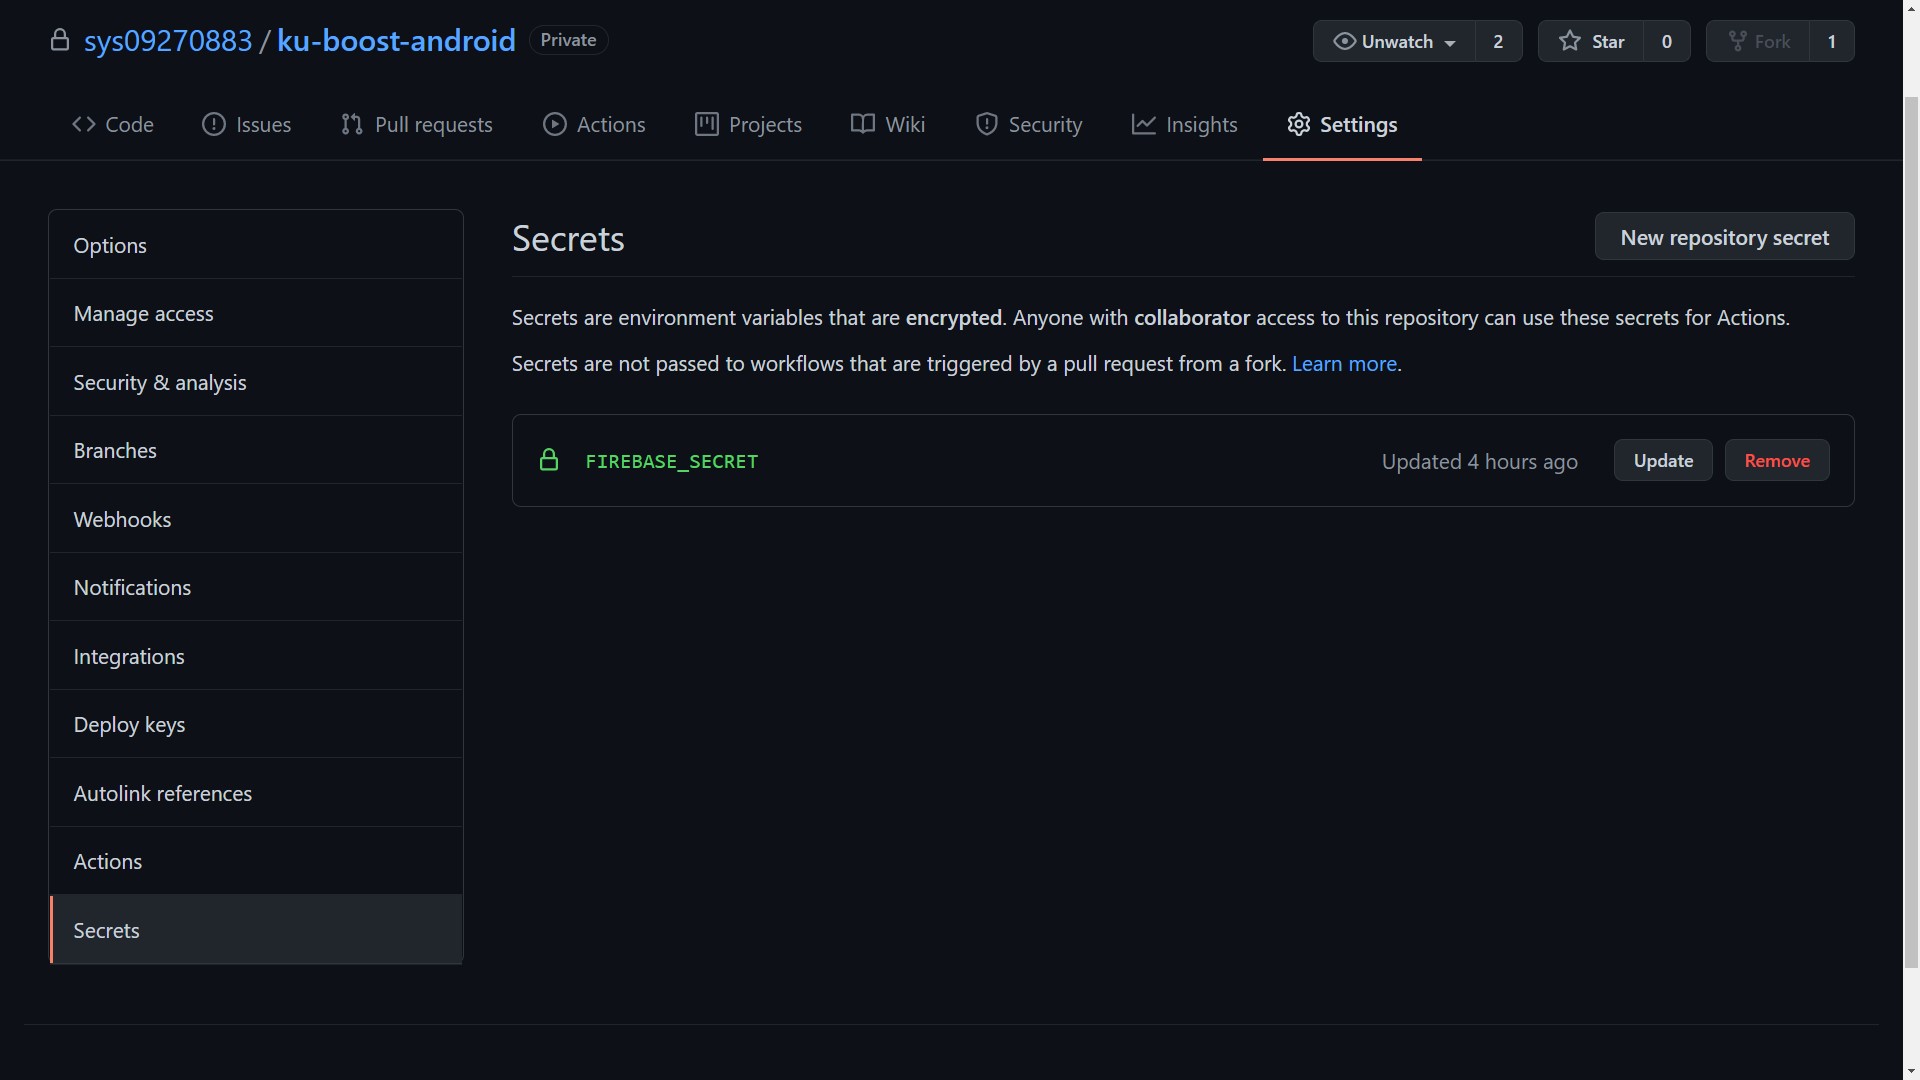 sys09270883 / ku-boost-android Private Unwatch 2 Star 0 Fork 1
Code Issues Pull requests Actions Projects Wiki Security Insights Settings
Options
Manage access
Security & analysis
Branches
Webhooks
Notifications
Integrations
Deploy keys
Autolink references
Actions
Secrets
Secrets New repository secret
Secrets are environment variables that are encrypted. Anyone with collaborator access to this repository can use these secrets for Actions.
Secrets are not passed to workflows that are triggered by a pull request from a fork. Learn more.
FIREBASE_SECRET Updated 4 hours ago Update Remove